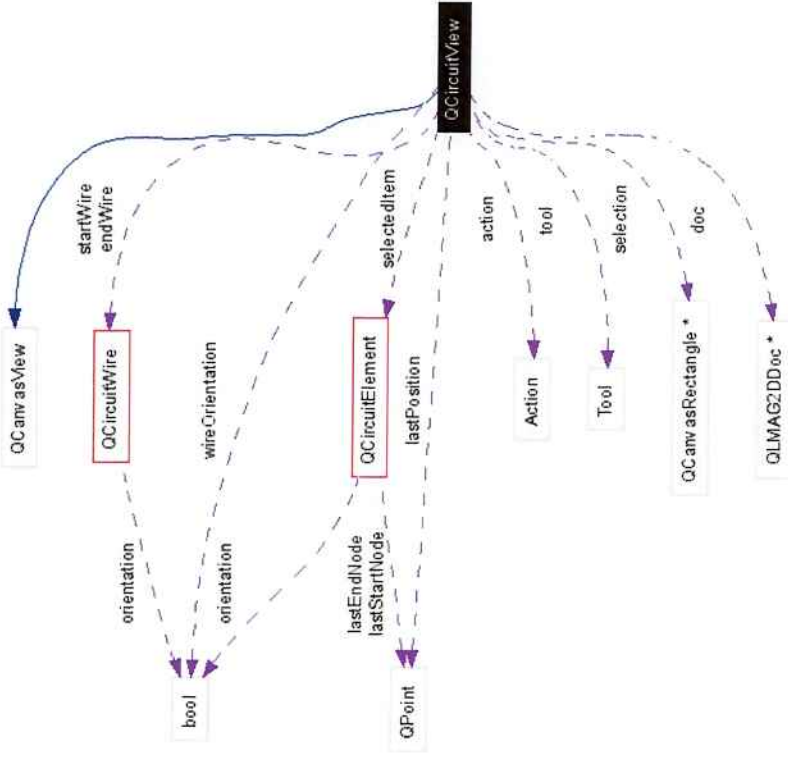 QCircuitView
startWire
endWire
selectedItem
action
tool
selection
doc
QCanvasView
QCircuitWire
wireOrientation
QCircuitElement
lastPosition
Action
Tool
QCanvasRectangle *
QLMAG2DDoc *
orientation
orientation
lastEndNode
lastStartNode
bool
QPoint